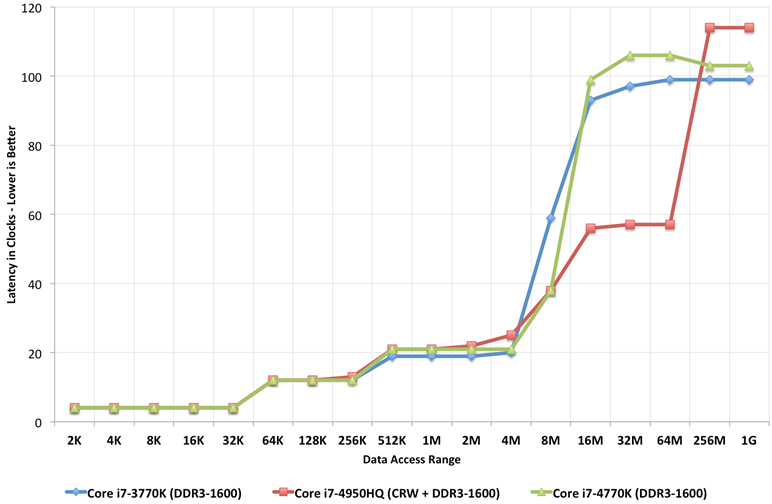 120
100
80
60
40
20
0
Latency in Clocks - Lower is Better
2K 4K 8K 16K 32K 64K 128K 256K 512K 1M 2M 4M 8M 16M 32M 64M 256M 1G
Data Access Range
Core i7-3770K (DDR3-1600) Core i7-4950HQ (CRW + DDR3-1600) Core i7-4770K (DDR3-1600)